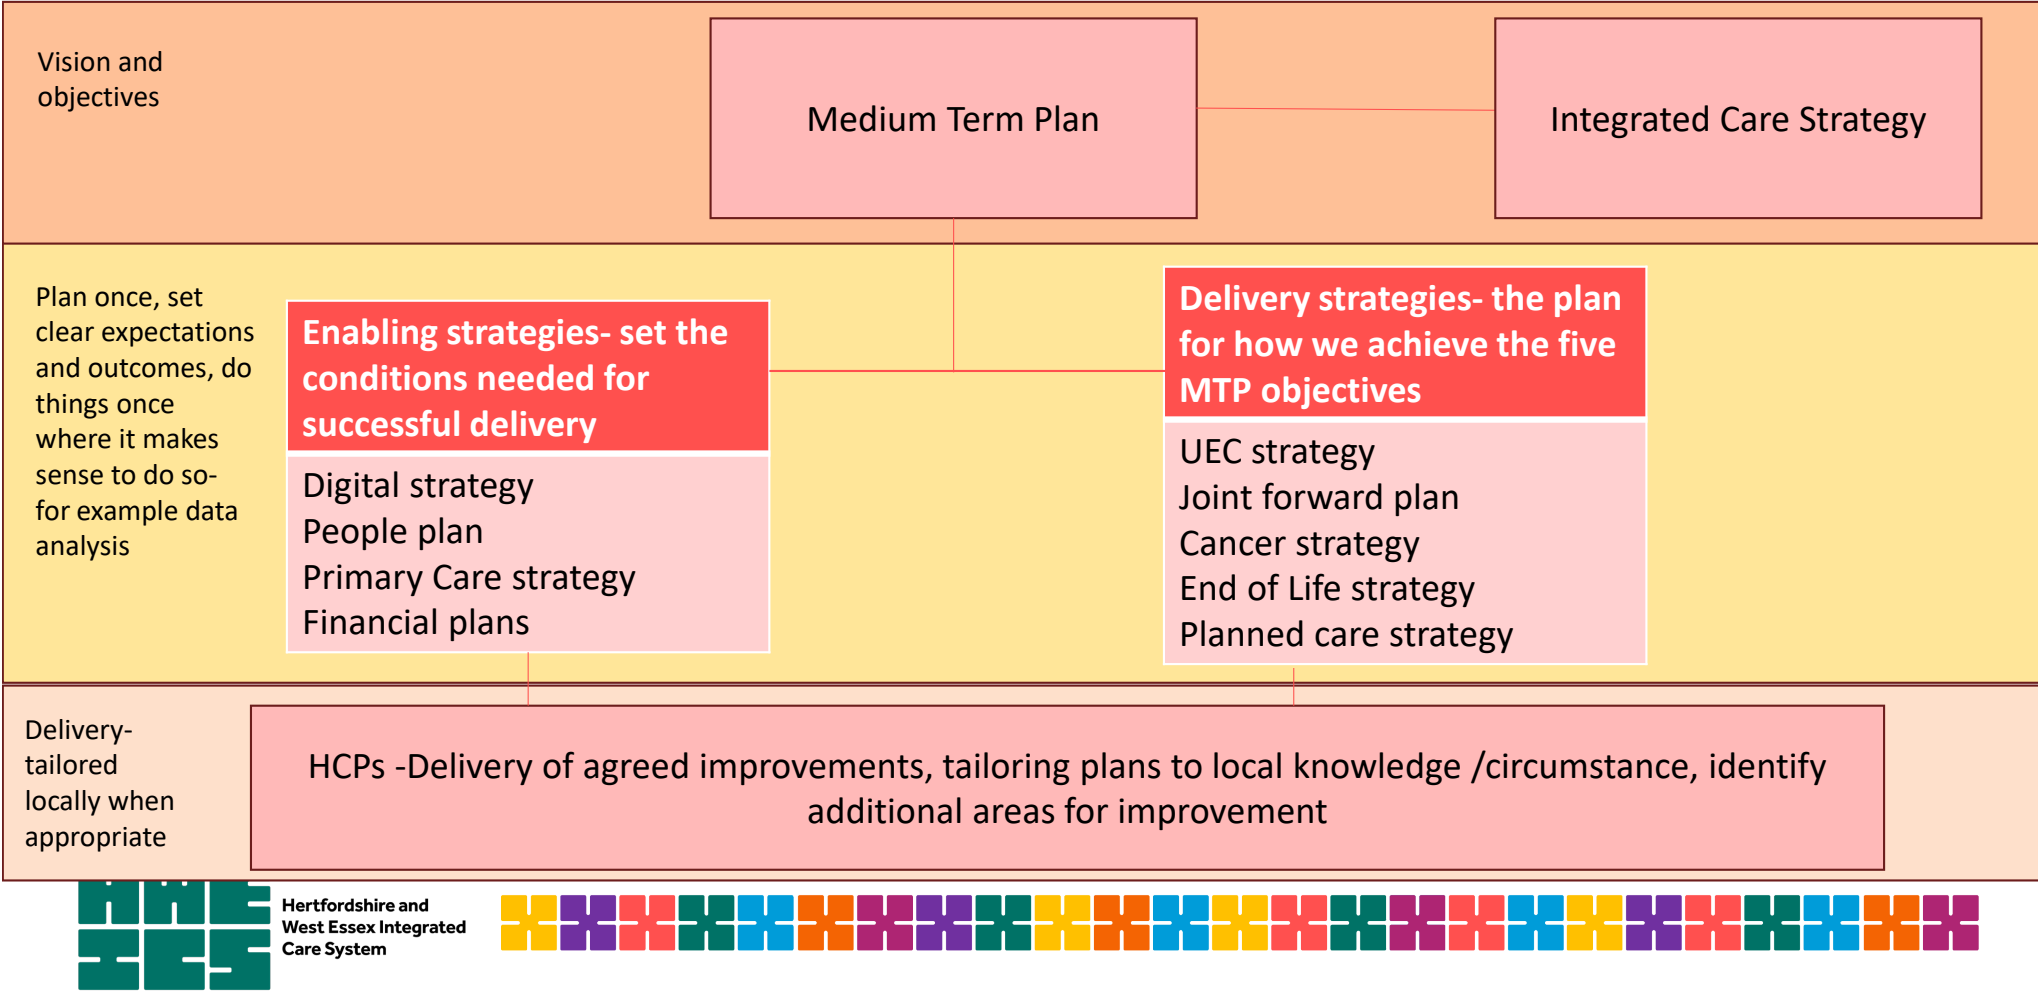 Vision and
objectives
Medium Term Plan
Integrated Care Strategy
Plan once, set
clear expectations
and outcomes, do
things once
where it makes
sense to do so-
for example data
analysis
Enabling strategies- set the
conditions needed for
successful delivery
Digital strategy
People plan
Primary Care strategy
Financial plans
Delivery strategies- the plan
for how we achieve the five
MTP objectives
UEC strategy
Joint forward plan
Cancer strategy
End of Life strategy
Planned care strategy
Delivery-
tailored
locally when
appropriate
HCPs -Delivery of agreed improvements, tailoring plans to local knowledge /circumstance, identify
additional areas for improvement
HWE
ICS
Hertfordshire and
West Essex Integrated
Care System